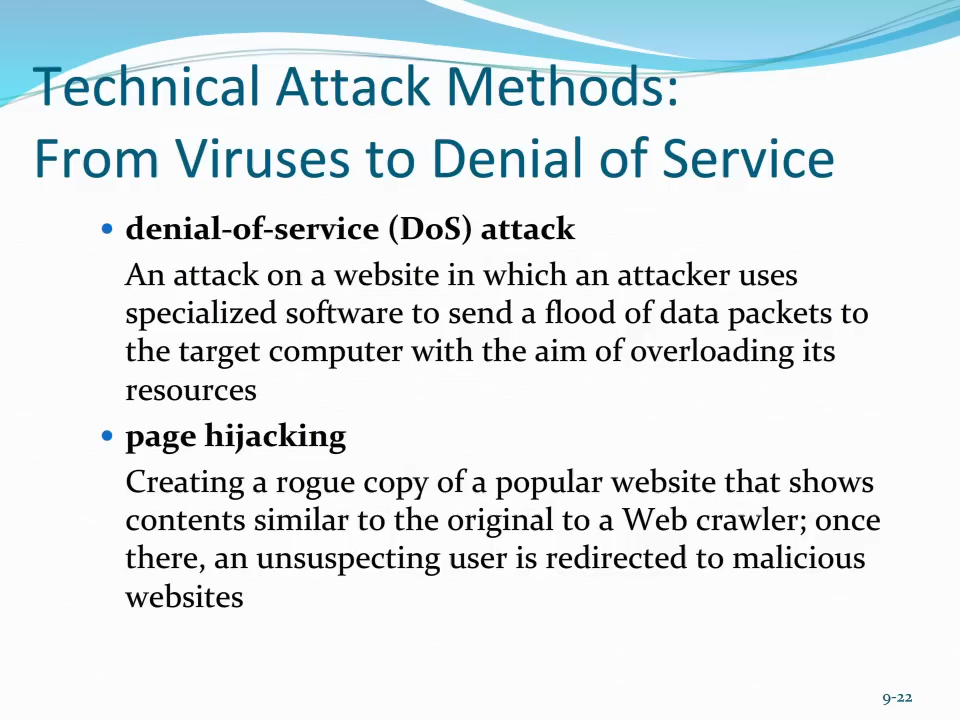 Technical Attack Methods:
From Viruses to Denial of Service
• denial-of-service (DoS) attack
An attack on a website in which an attacker uses
specialized software to send a flood of data packets to
the target computer with the aim of overloading its
resources
• page hijacking
Creating a rogue copy of a popular website that shows
contents similar to the original to a Web crawler; once
there, an unsuspecting user is redirected to malicious
websites
9-22